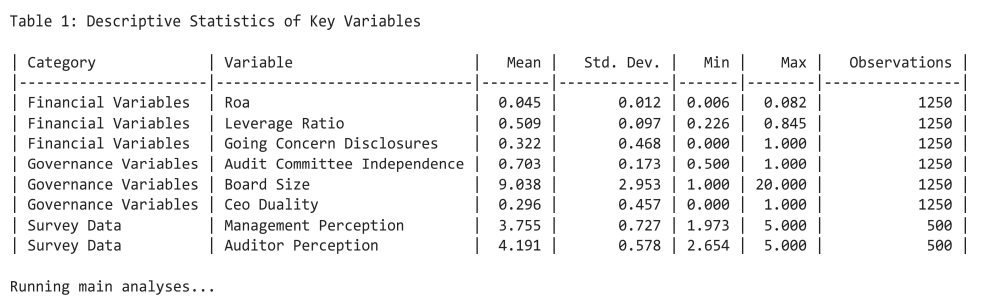 Table 1: Descriptive Statistics of Key Variables
| Category | Variable | Mean | Std. Dev. | Min | Max | Observations |
|----------------------|------------------------------|--------|------------|-------|--------|----------------|
| Financial Variables | Roa | 0.045 | 0.012 | 0.006 | 0.082 | 1250 |
| Financial Variables | Leverage Ratio | 0.509 | 0.097 | 0.226 | 0.845 | 1250 |
| Financial Variables | Going Concern Disclosures | 0.322 | 0.468 | 0.000 | 1.000 | 1250 |
| Governance Variables | Audit Committee Independence | 0.703 | 0.173 | 0.500 | 1.000 | 1250 |
| Governance Variables | Board Size | 9.038 | 2.953 | 1.000 | 20.000 | 1250 |
| Governance Variables | Ceo Duality | 0.296 | 0.457 | 0.000 | 1.000 | 1250 |
| Survey Data | Management Perception | 3.755 | 0.727 | 1.973 | 5.000 | 500 |
| Survey Data | Auditor Perception | 4.191 | 0.578 | 2.654 | 5.000 | 500 |
Running main analyses...